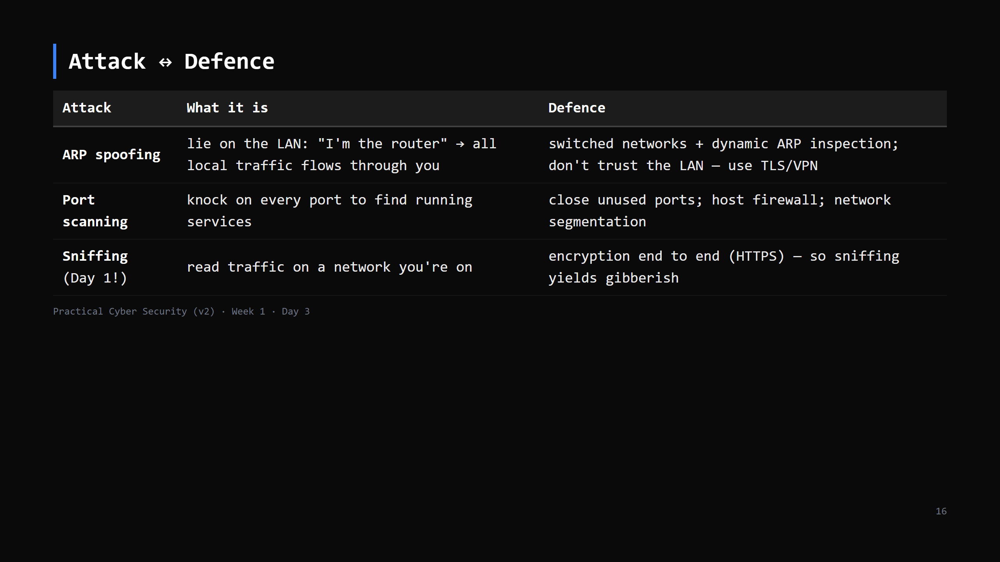 Attack ↔ Defence
Attack What it is Defence
ARP spoofing
lie on the LAN: "I'm the router" → all
local traffic flows through you
switched networks + dynamic ARP inspection;
don't trust the LAN — use TLS/VPN
Port
scanning
knock on every port to find running
services
close unused ports; host firewall; network
segmentation
Sniffing
(Day 1!)
read traffic on a network you're on
encryption end to end (HTTPS) — so sniffing
yields gibberish
Practical Cyber Security (v2) · Week 1 · Day 3
16